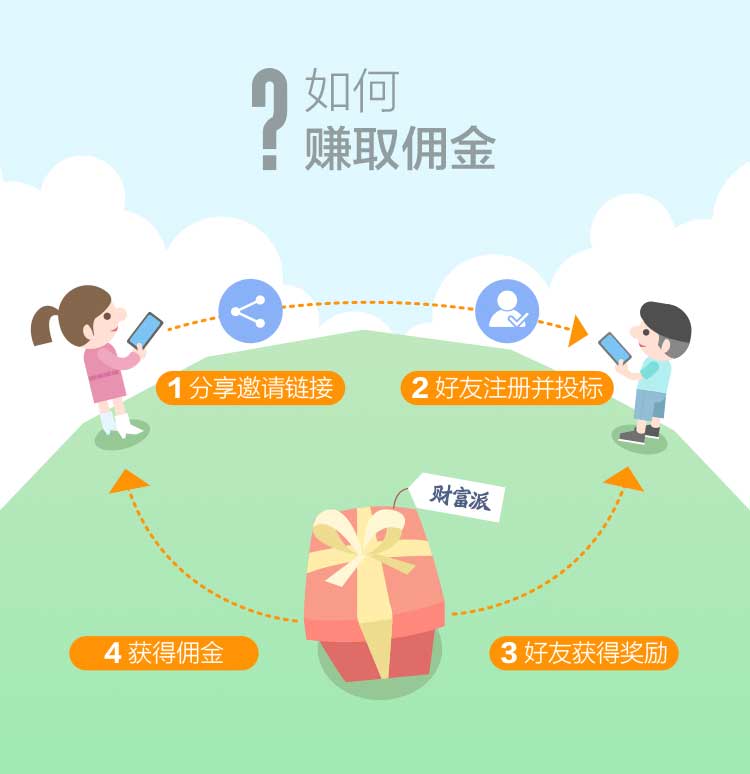 ?
如何
赚取佣金
1 分享邀请链接
2 好友注册并投标
财富派
4 获得佣金
3 好友获得奖励